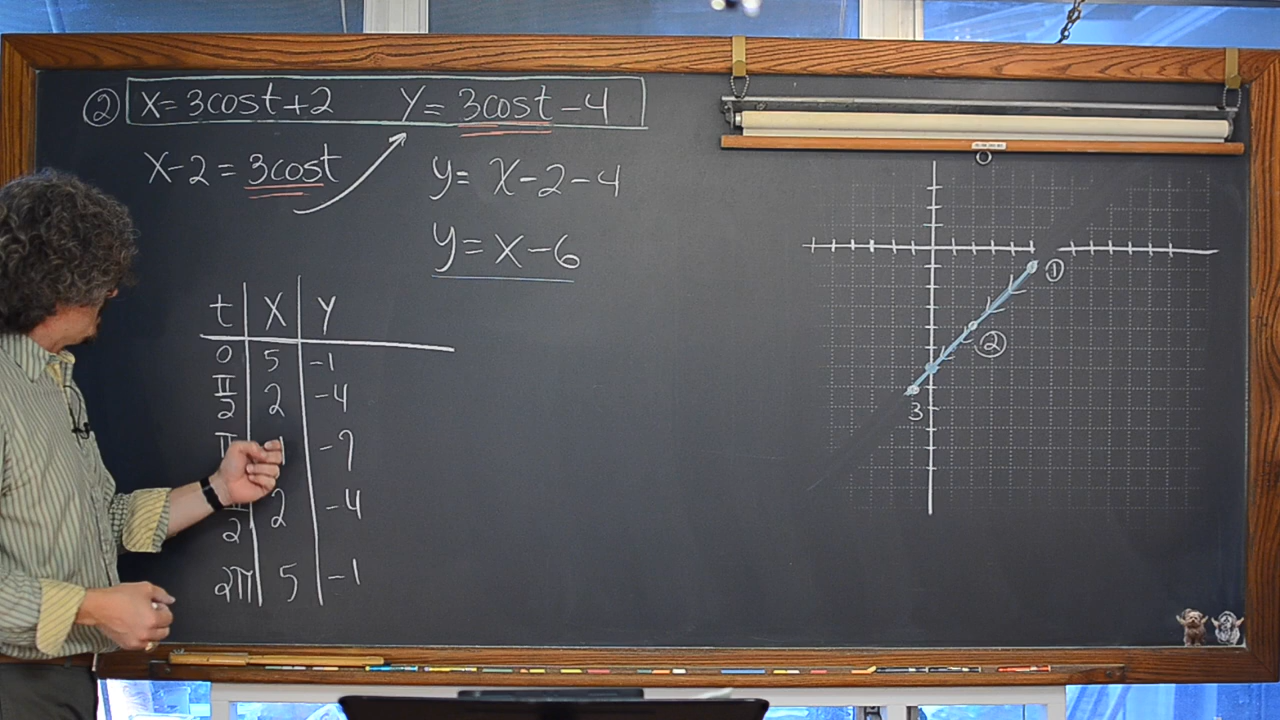 ② x = 3cost + 2   y = 3cost - 4
x - 2 = 3cost   y = x - 2 - 4
y = x - 6
t x y
0 5 -1
π/2 2 -4
π -7
2 2 -4
2π 5 -1
①
②
3